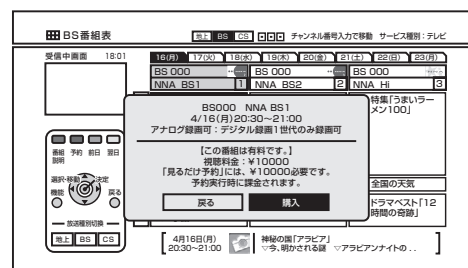 BS番組表
地上 BS CS
チャンネル番号入力で移動 サービス種別：テレビ
受信中画面 18:01
16(月) 17(火) 18(水) 19(木) 20(金) 21(土) 22(日) 23(月)
BS 000 BS 000 BS 000
NNA BS1 1 NNA BS2 2 NNA Hi 3
特集「うまいラー
メン100」
BS000 NNA BS1
4/16(月)20:30～21:00
アナログ録画可：デジタル録画1世代のみ録画可
【この番組は有料です。】
視聴料金：￥10000
「見るだけ予約」には、￥10000必要です。
予約実行時に課金されます。
戻る 購入
番組説明 予約 前日 翌日
選択・移動 決定
機能 戻る
放送種別切換
地上 BS CS
全国の天気
ドラマベスト「12
時間の奇跡」
4月16日(月) 神秘の国「アラビア」
20:30～21:00 ▽今、明かされる謎 ▽アラビアンナイトの . .